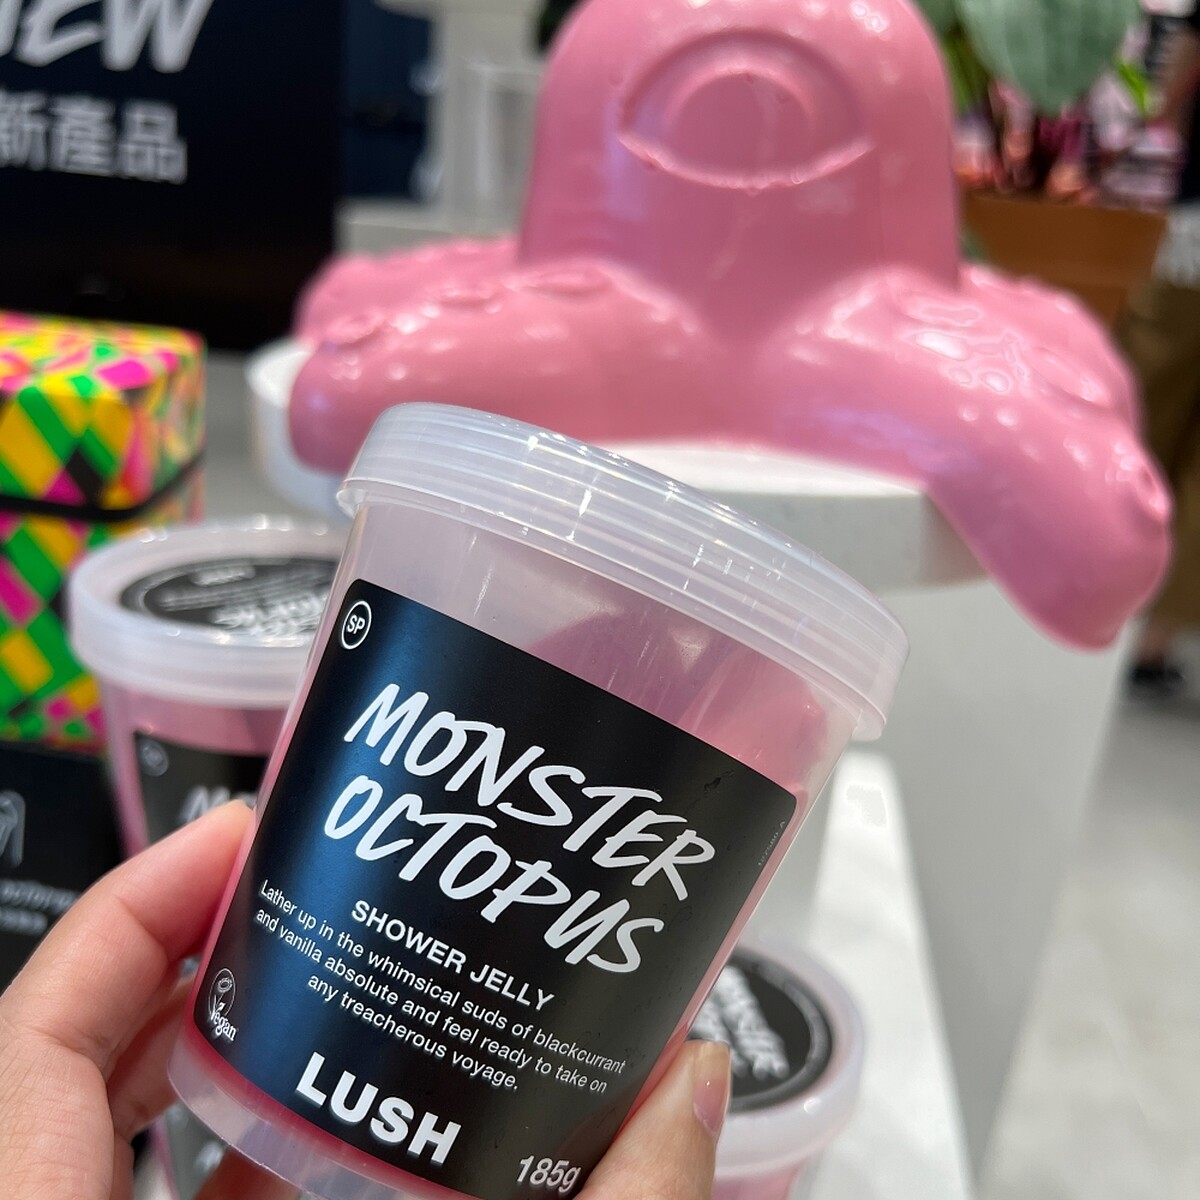 NEW
新產品
SP
MONSTER
OCTOPUS
SHOWER JELLY
Lather up in the whimsical suds of blackcurrant
and vanilla absolute and feel ready to take on
any treacherous voyage.
Vegan
LUSH
185g